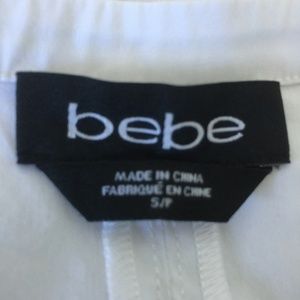 bebe
MADE IN CHINA
FABRIQUÉ EN CHINE
S/P